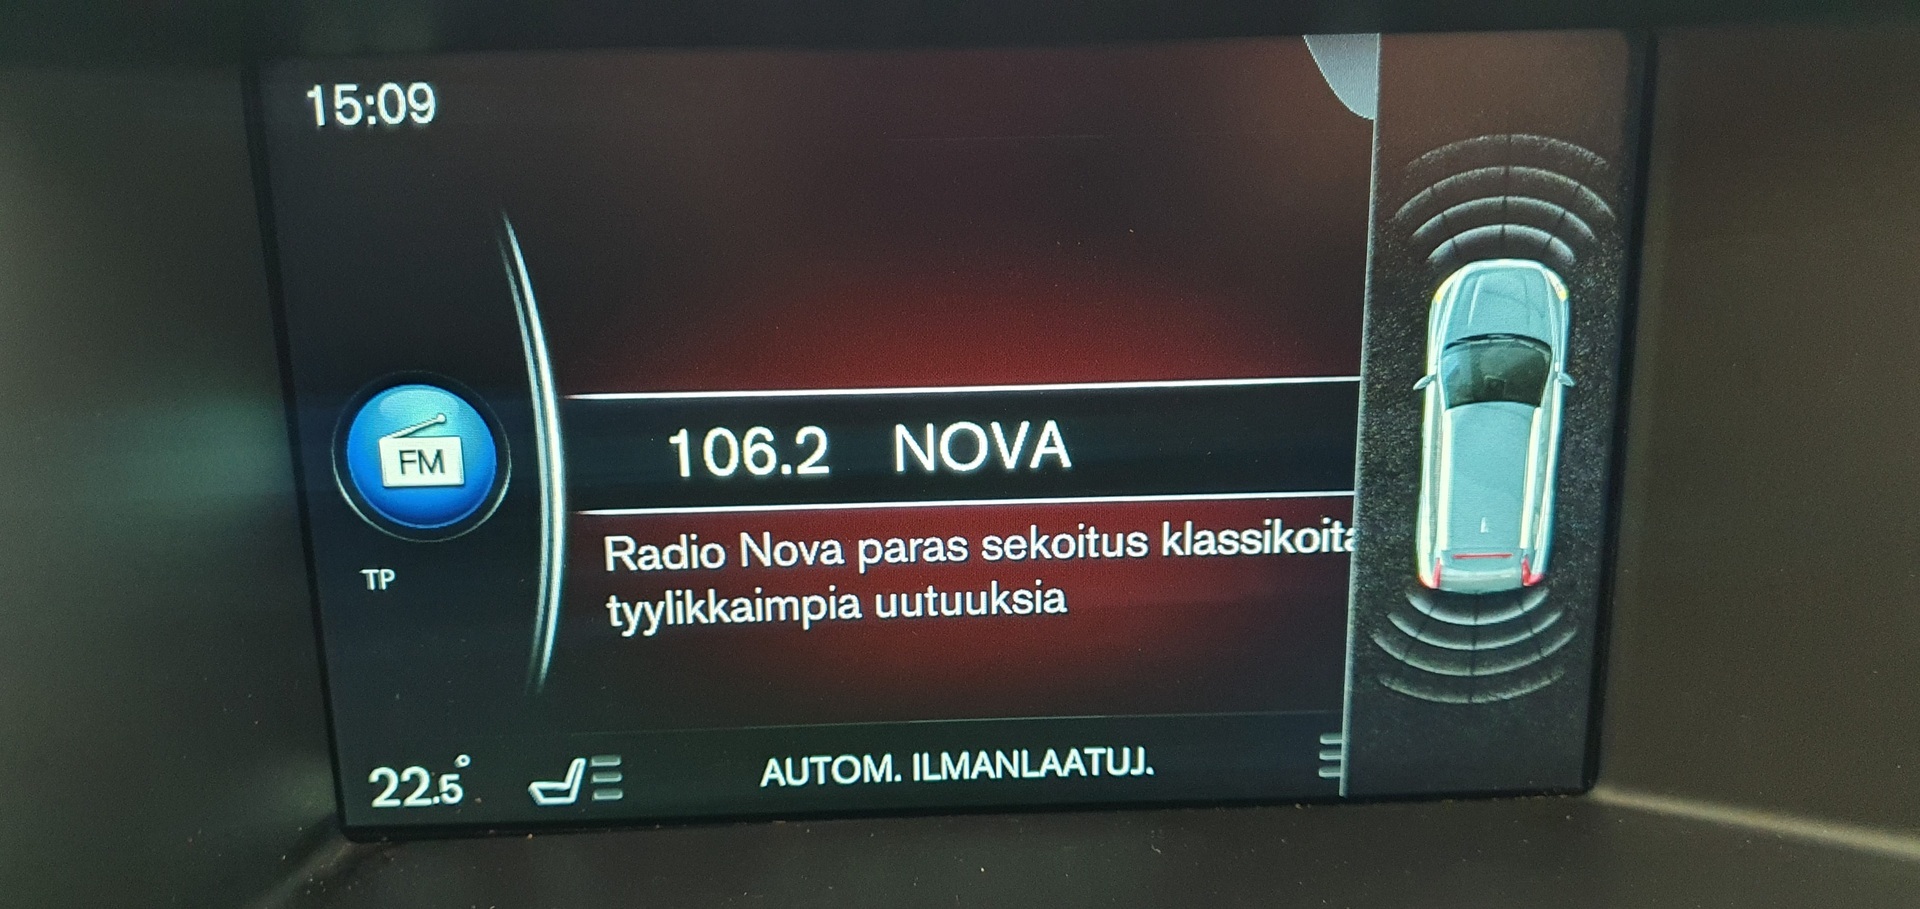 15:09
FM
106.2 NOVA
TP
Radio Nova paras sekoitus klassikoita
tyylikkaimpia uutuuksia
22.5°
AUTOM. ILMANLAATUJ.